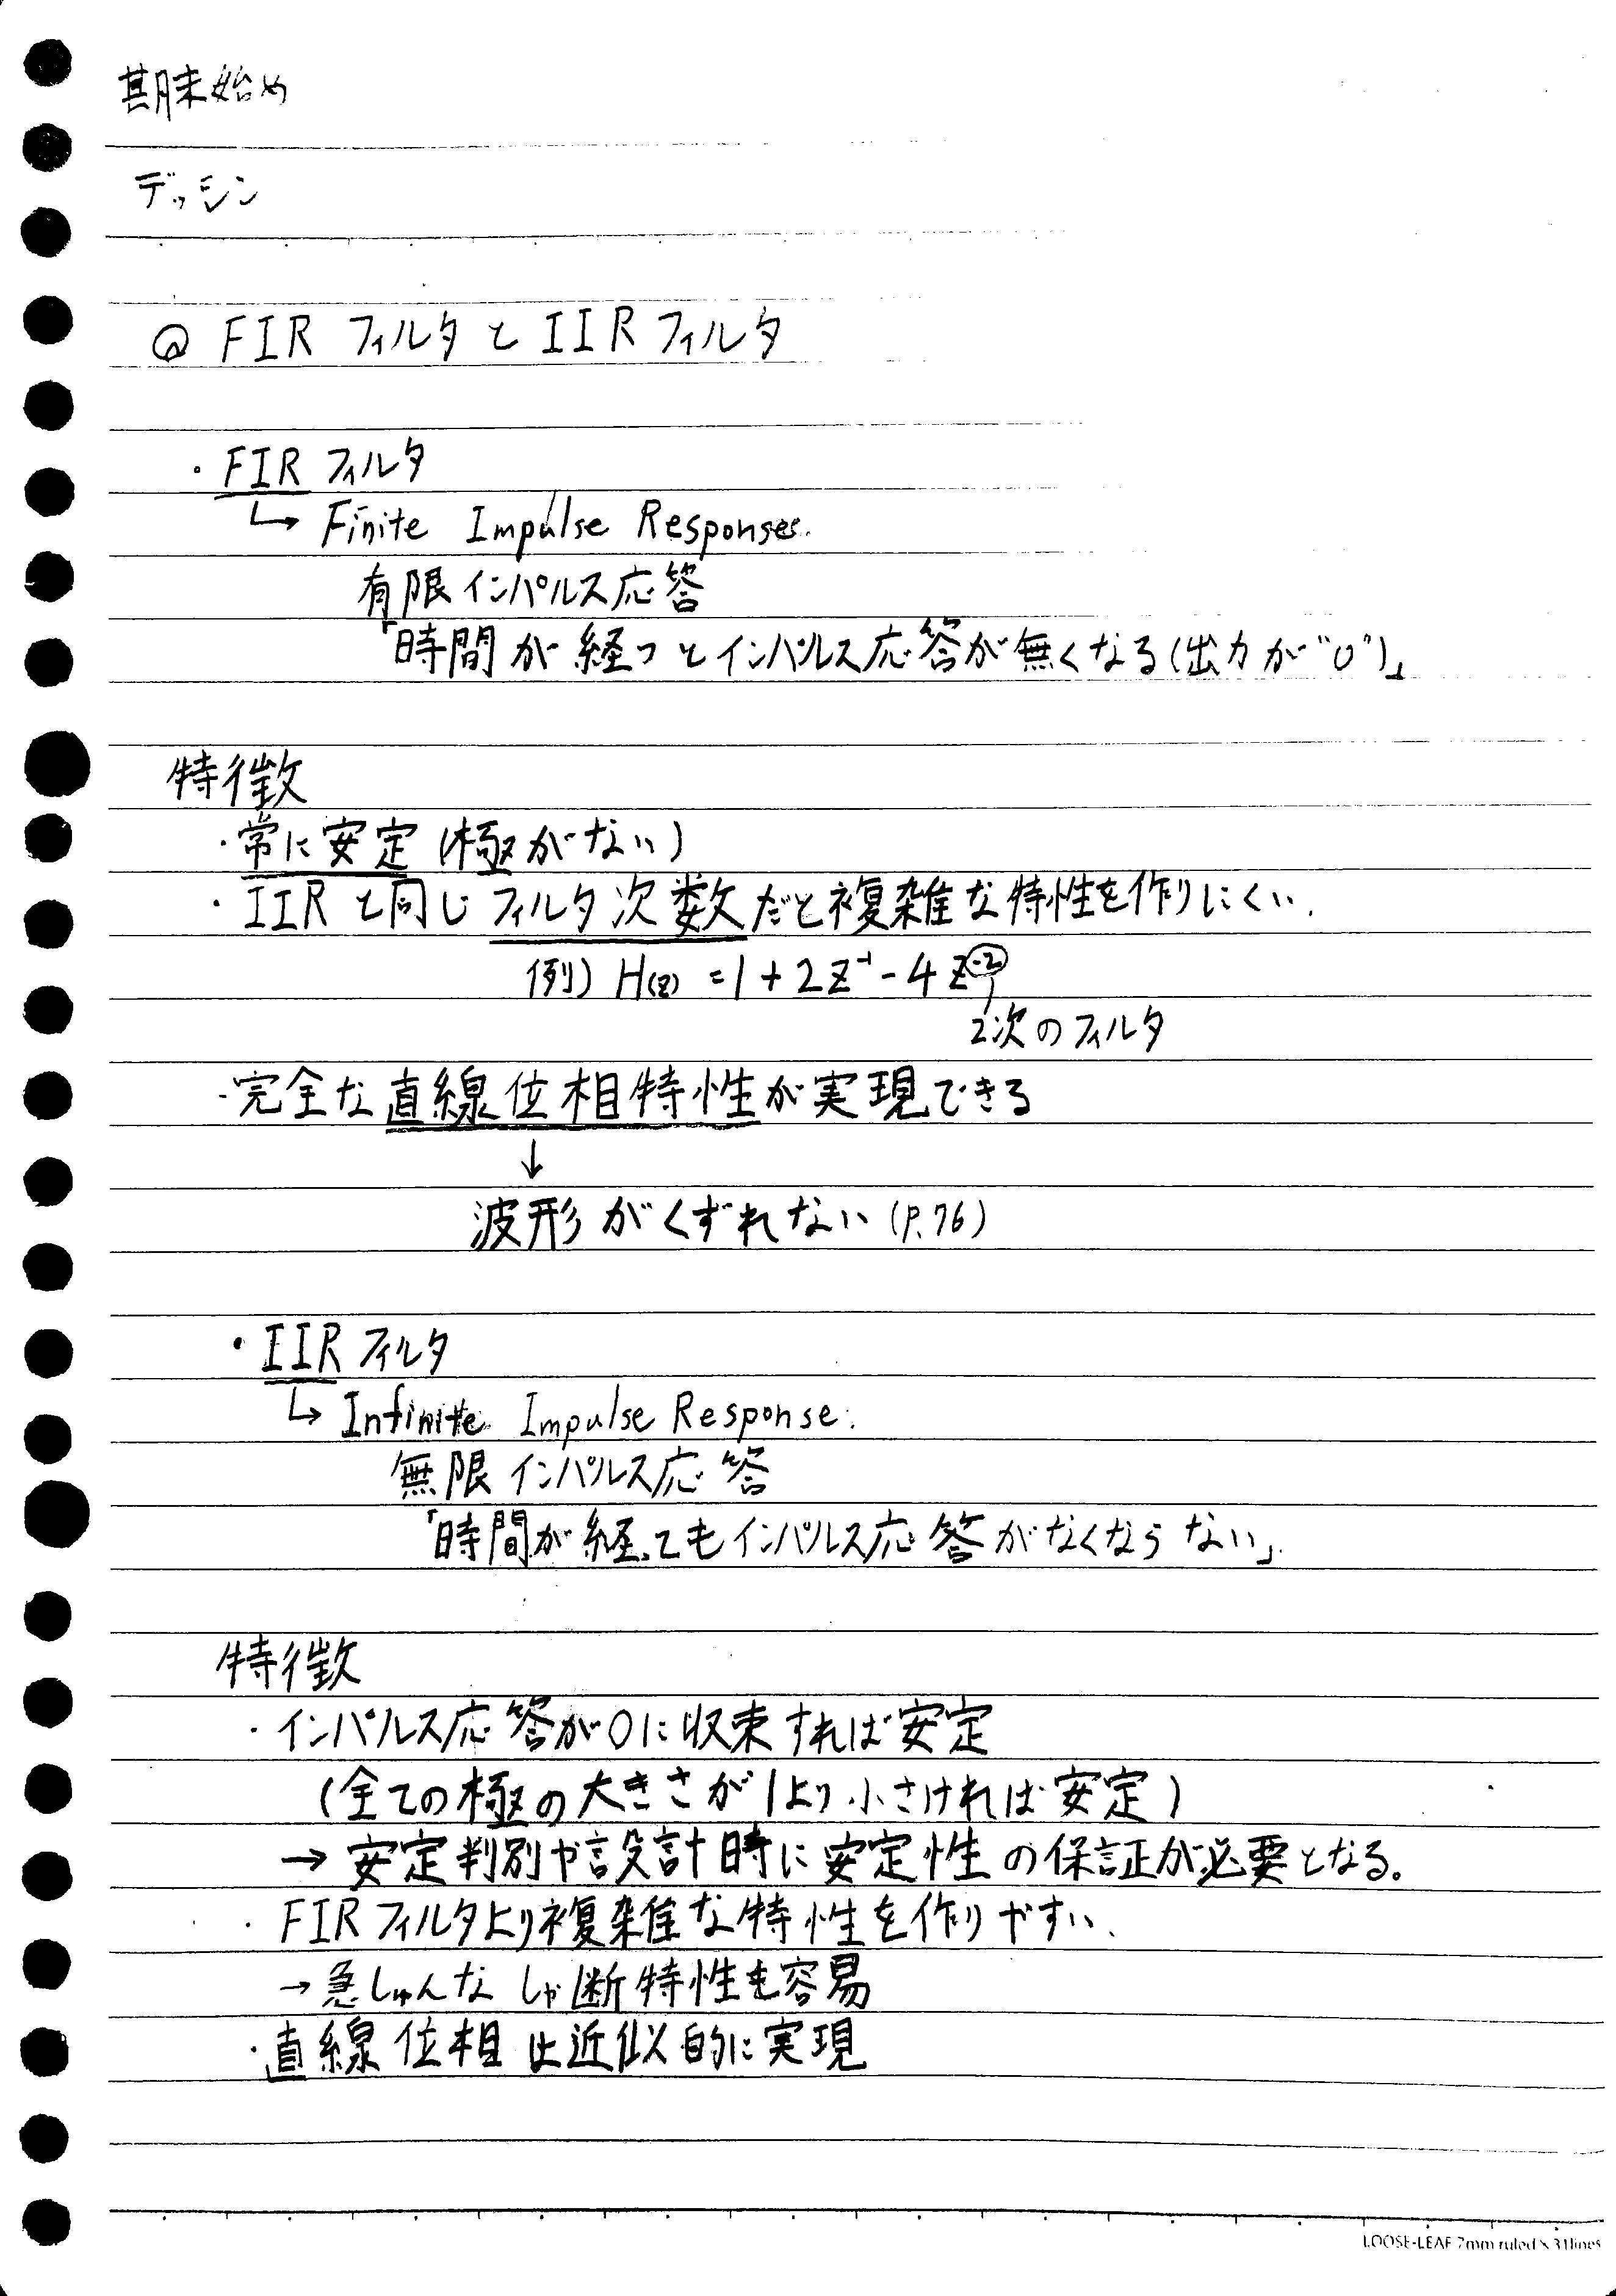 期末始め
デッシン
◎ FIR フィルタと IIR フィルタ
・FIR フィルタ
↳ Finite Impulse Responses.
有限インパルス応答
「時間が経つとインパルス応答が無くなる(出力が"0")」
特徴
・常に安定(極がない)
・IIRと同じフィルタ次数だと複雑な特性を作りにくい.
例) H(z) = 1 + 2z⁻¹ - 4z⁻²
2次のフィルタ
・完全な直線位相特性が実現できる
↓
波形がくずれない (P.76)
・IIR フィルタ
↳ Infinite Impulse Response.
無限インパルス応答
「時間が経ってもインパルス応答がなくならない」
特徴
・インパルス応答が0に収束すれば安定
(全ての極の大きさが1より小さければ安定)
→ 安定判別や設計時に安定性の保証が必要となる。
・FIRフィルタより複雑な特性を作りやすい.
→急しゅんなしゃ断特性も容易
・直線位相は近似的に実現
LOOSE-LEAF 7mm ruled × 31lines